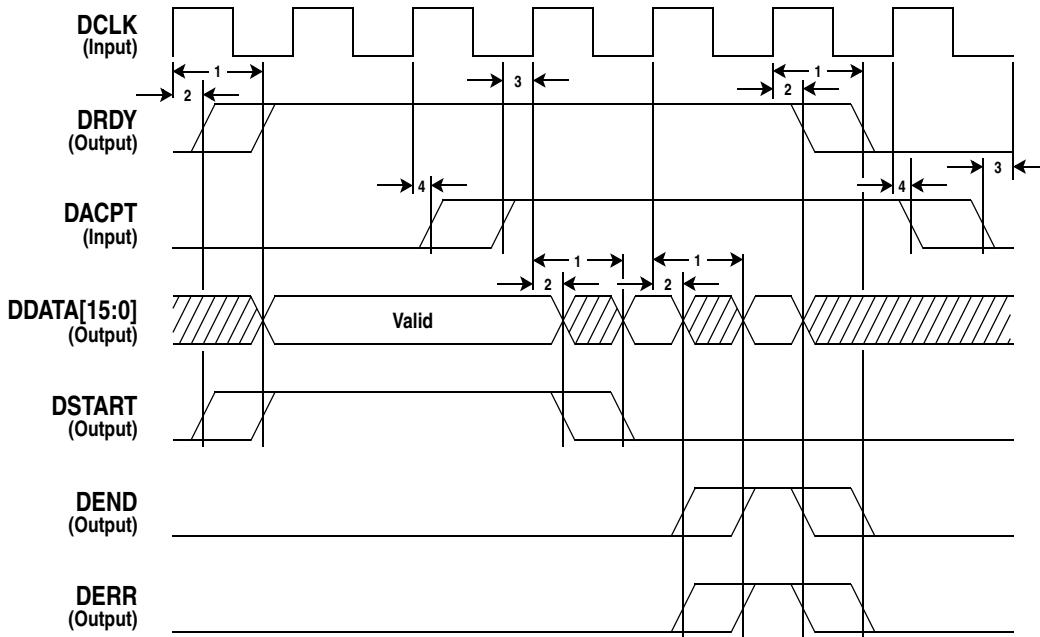 DCLK
(Input)
1
2
3
1
2
DRDY
(Output)
3
4
4
DACPT
(Input)
1
1
2
2
DDATA[15:0]
(Output)
Valid
DSTART
(Output)
DEND
(Output)
DERR
(Output)